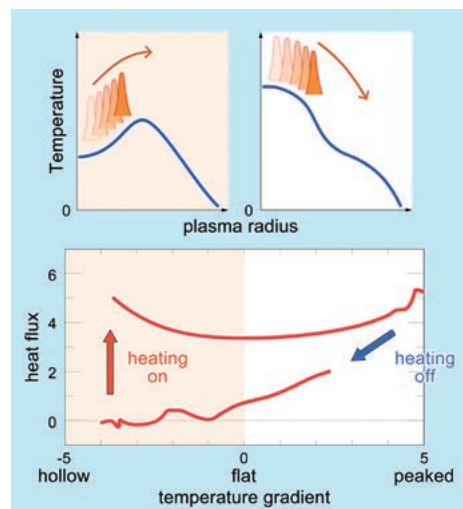 Temperature
0
0
plasma radius
heat flux
6
4
2
0
heating
on
heating
off
-5
0
5
hollow
flat
peaked
temperature gradient